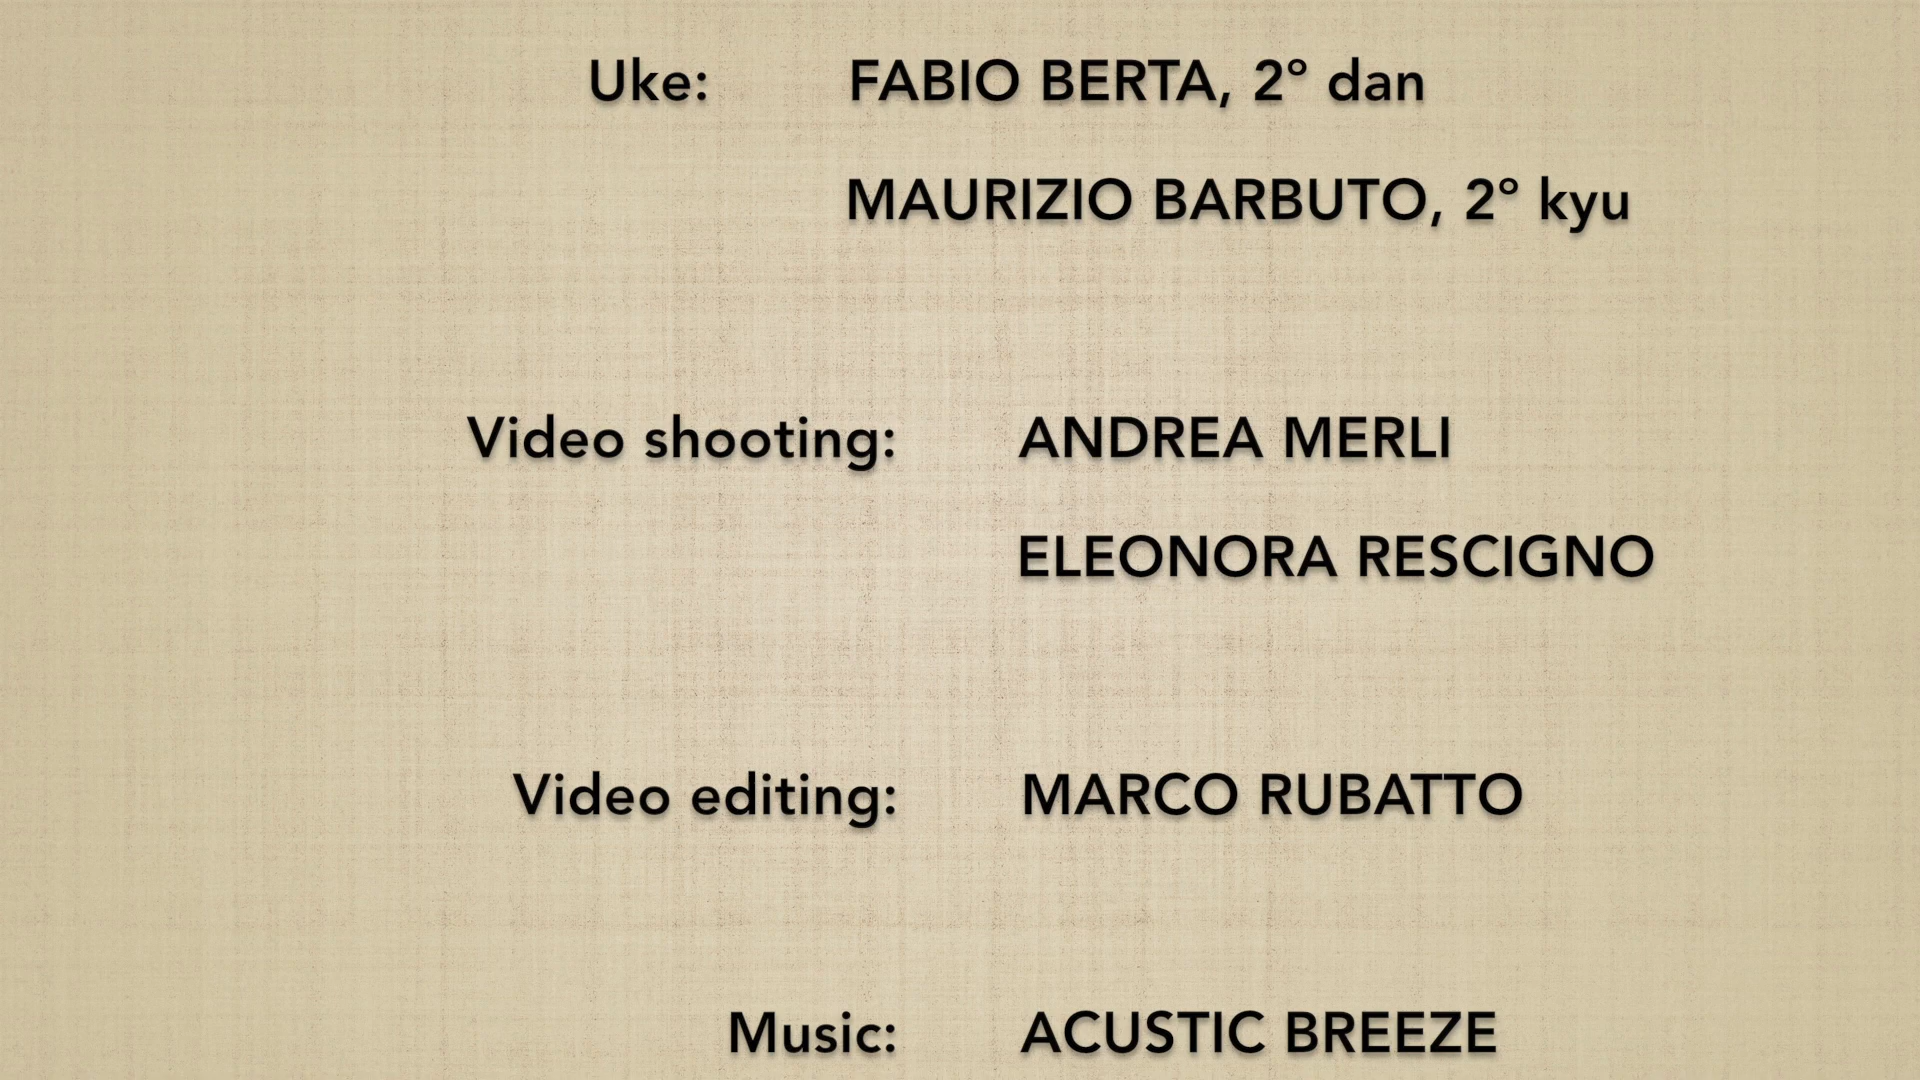 Uke: FABIO BERTA, 2° dan
MAURIZIO BARBUTO, 2° kyu
Video shooting: ANDREA MERLI
ELEONORA RESCIGNO
Video editing: MARCO RUBATTO
Music: ACUSTIC BREEZE